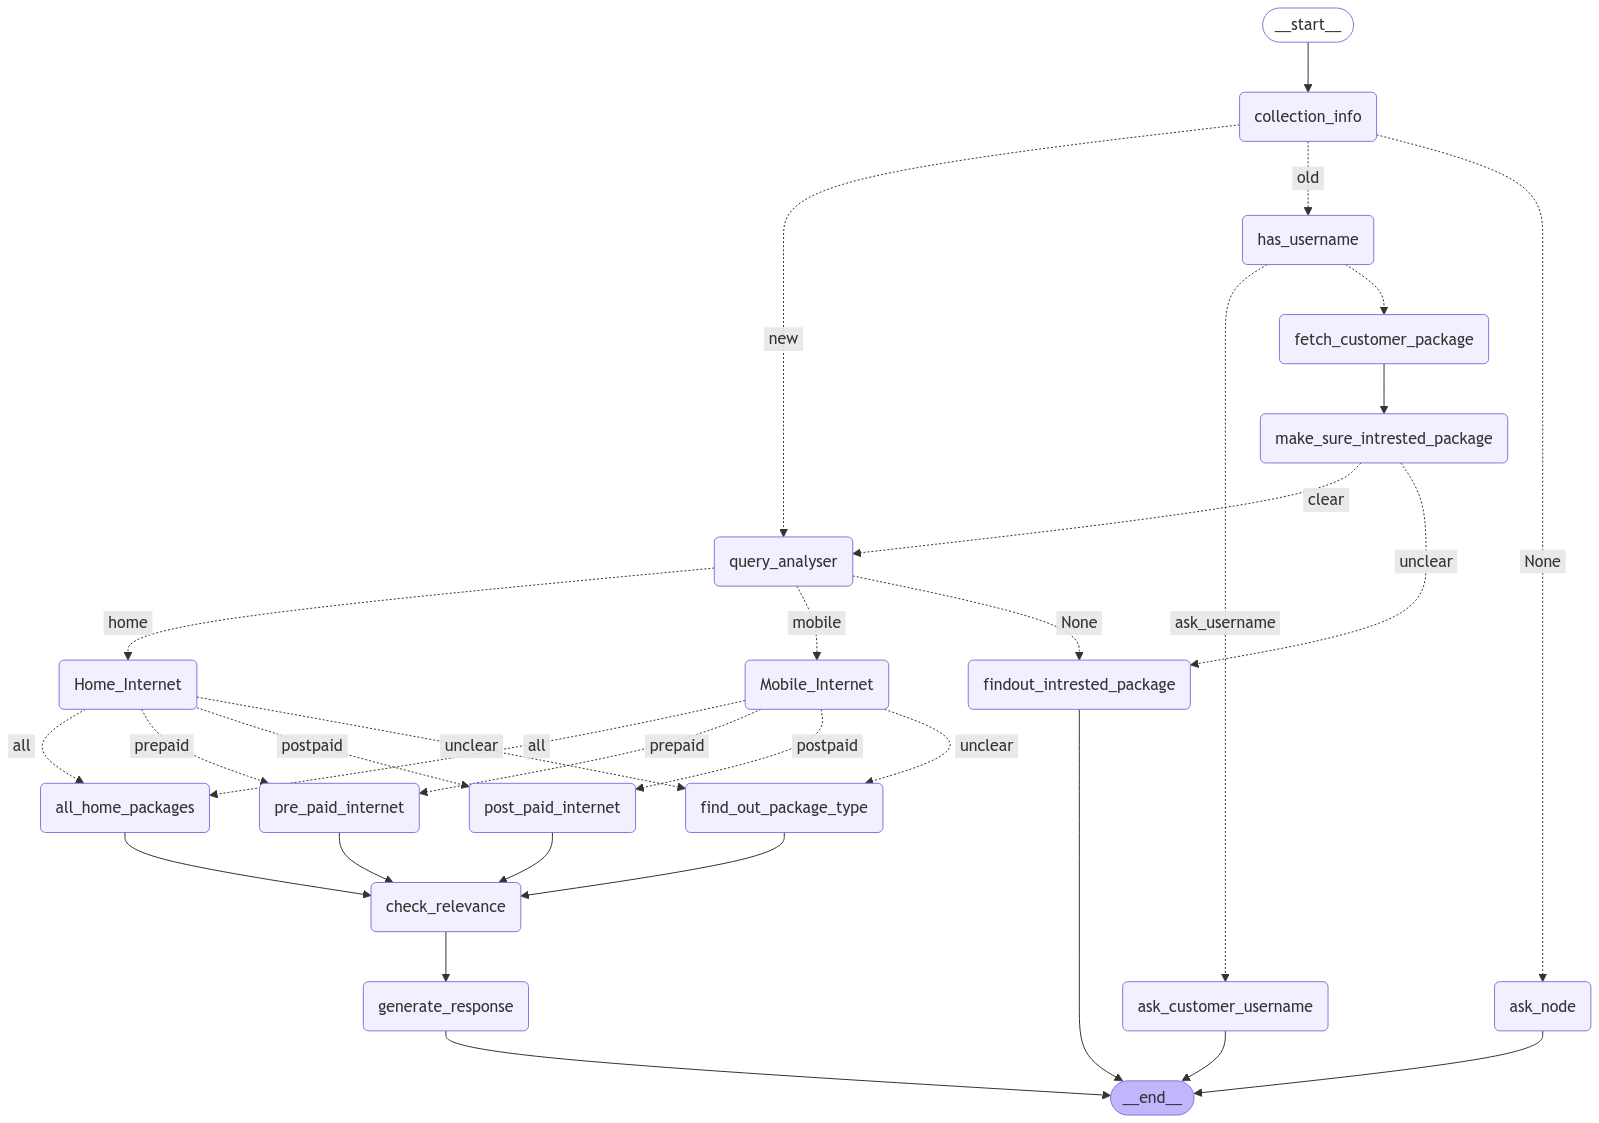 __start__
collection_info
old
has_username
new
fetch_customer_package
make_sure_intrested_package
clear
query_analyser
unclear
None
home
mobile
None
ask_username
Home_Internet
Mobile_Internet
findout_intrested_package
all
prepaid
postpaid
unclear
all
prepaid
postpaid
unclear
all_home_packages
pre_paid_internet
post_paid_internet
find_out_package_type
check_relevance
generate_response
ask_customer_username
ask_node
__end__